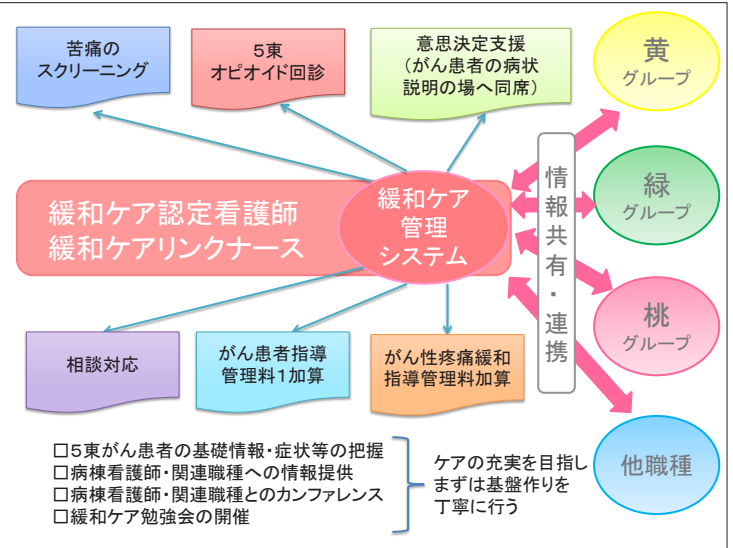 苦痛の
スクリーニング
５東
オピオイド回診
意思決定支援
（がん患者の病状
説明の場へ同席）
黄
グループ
緩和ケア認定看護師
緩和ケアリンクナース
緩和ケア
管理
システム
情報共有・連携
緑
グループ
桃
グループ
相談対応
がん患者指導
管理料１加算
がん性疼痛緩和
指導管理料加算
他職種
□５東がん患者の基礎情報・症状等の把握
□病棟看護師・関連職種への情報提供
□病棟看護師・関連職種とのカンファレンス
□緩和ケア勉強会の開催
ケアの充実を目指し
まずは基盤作りを
丁寧に行う